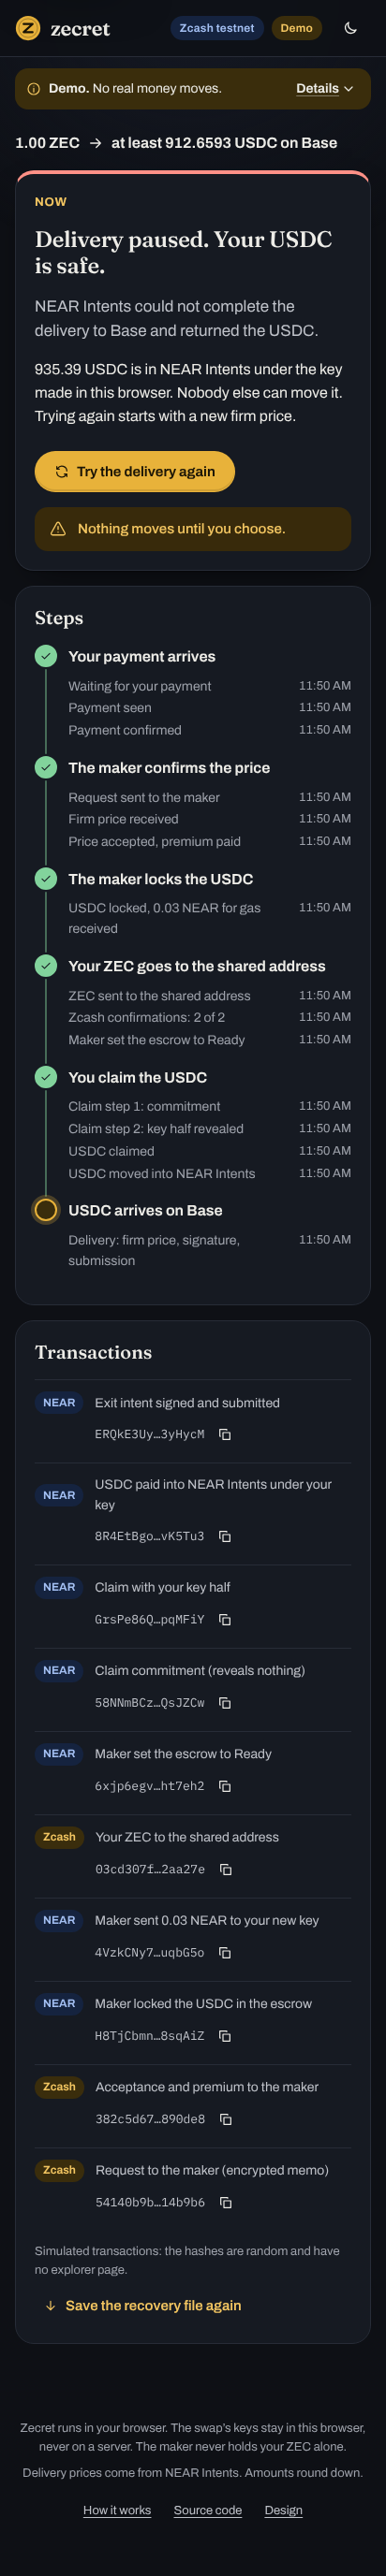 zecret
Zcash testnet
Demo
Demo. No real money moves.
Details
1.00 ZEC → at least 912.6593 USDC on Base
NOW
Delivery paused. Your USDC
is safe.
NEAR Intents could not complete the
delivery to Base and returned the USDC.
935.39 USDC is in NEAR Intents under the key
made in this browser. Nobody else can move it.
Trying again starts with a new firm price.
Try the delivery again
Nothing moves until you choose.
Steps
Your payment arrives
Waiting for your payment 11:50 AM
Payment seen 11:50 AM
Payment confirmed 11:50 AM
The maker confirms the price
Request sent to the maker 11:50 AM
Firm price received 11:50 AM
Price accepted, premium paid 11:50 AM
The maker locks the USDC
USDC locked, 0.03 NEAR for gas 11:50 AM
received
Your ZEC goes to the shared address
ZEC sent to the shared address 11:50 AM
Zcash confirmations: 2 of 2 11:50 AM
Maker set the escrow to Ready 11:50 AM
You claim the USDC
Claim step 1: commitment 11:50 AM
Claim step 2: key half revealed 11:50 AM
USDC claimed 11:50 AM
USDC moved into NEAR Intents 11:50 AM
USDC arrives on Base
Delivery: firm price, signature, 11:50 AM
submission
Transactions
NEAR Exit intent signed and submitted
ERQkE3Uy…3yHycM
NEAR USDC paid into NEAR Intents under your
key
8R4EtBgo…vK5Tu3
NEAR Claim with your key half
GrsPe86Q…pqMFiY
NEAR Claim commitment (reveals nothing)
58NNmBCz…QsJZCw
NEAR Maker set the escrow to Ready
6xjp6egv…ht7eh2
Zcash Your ZEC to the shared address
03cd307f…2aa27e
NEAR Maker sent 0.03 NEAR to your new key
4VzkCNy7…uqbG5o
NEAR Maker locked the USDC in the escrow
H8TjCbmn…8sqAiZ
Zcash Acceptance and premium to the maker
382c5d67…890de8
Zcash Request to the maker (encrypted memo)
54140b9b…14b9b6
Simulated transactions: the hashes are random and have
no explorer page.
Save the recovery file again
Zecret runs in your browser. The swap's keys stay in this browser,
never on a server. The maker never holds your ZEC alone.
Delivery prices come from NEAR Intents. Amounts round down.
How it works Source code Design